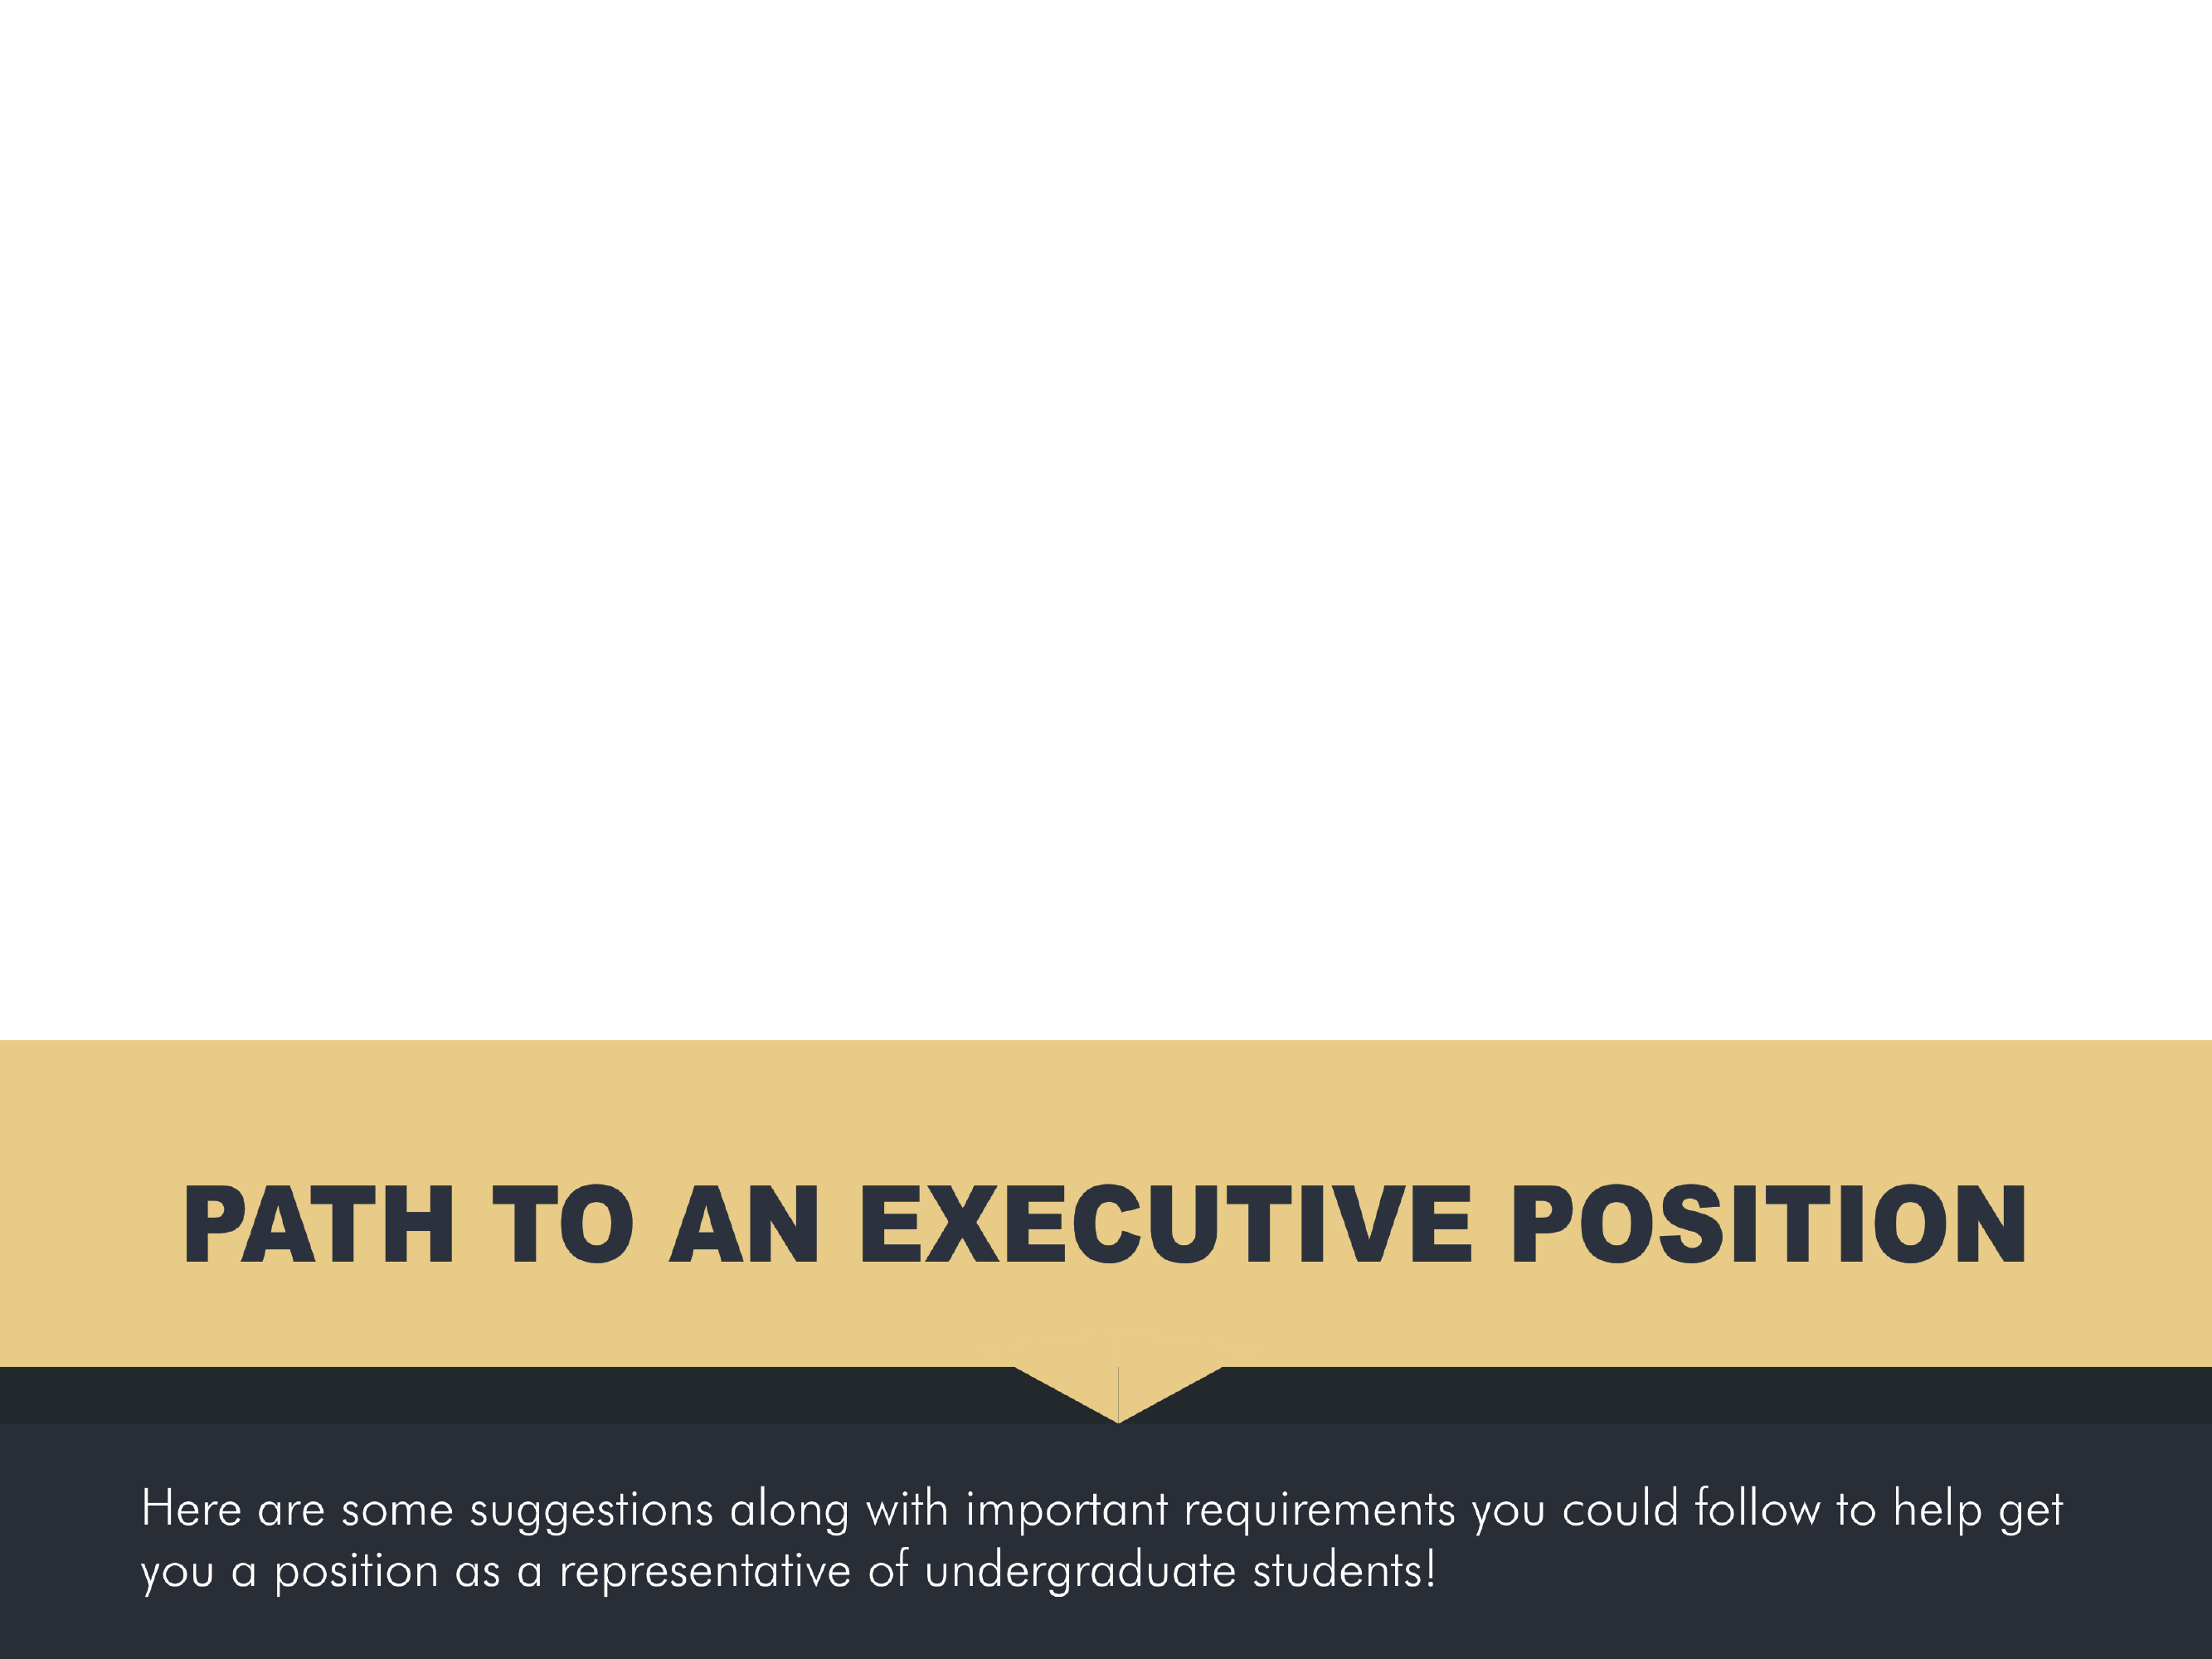 PATH TO AN EXECUTIVE POSITION
Here are some suggestions along with important requirements you could follow to help get
you a position as a representative of undergraduate students!